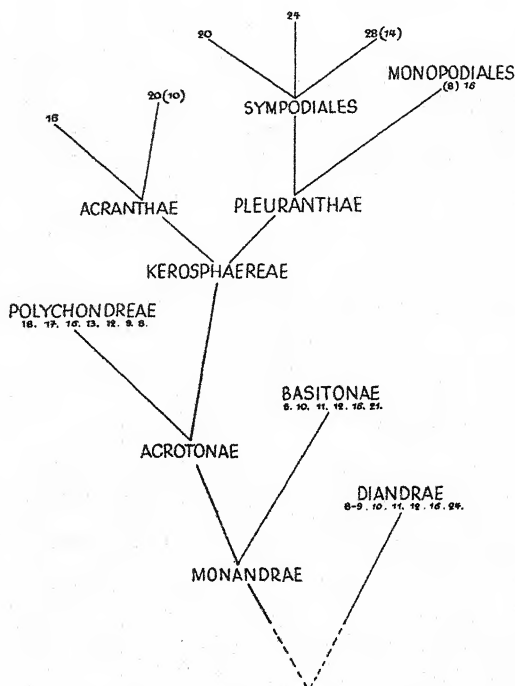 24
20
28(14)
MONOPODIALES
(8) 16
SYMPODIALES
20(10)
16
ACRANTHAE
PLEURANTHAE
KEROSPHAEREAE
POLYCHONDREAE
18. 17. 16. 13. 12. 9. 8.
BASITONAE
8. 10. 11. 12. 16. 21.
ACROTONAE
DIANDRAE
8-9. 10. 11. 12. 16. 24.
MONANDRAE